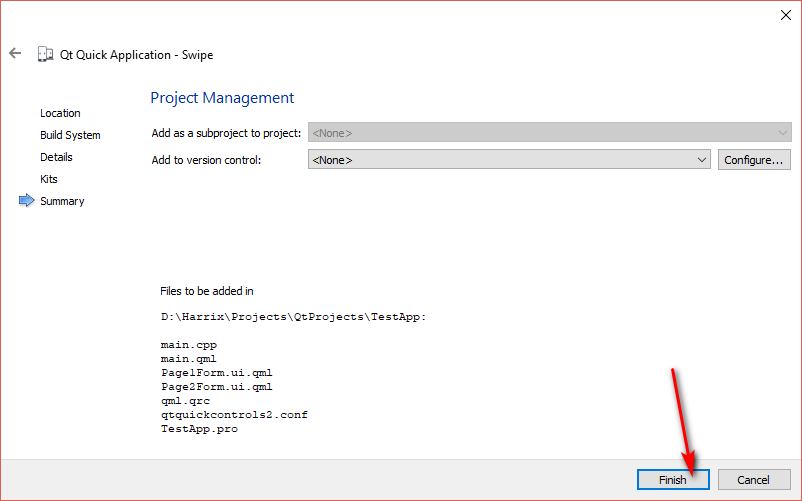 Qt Quick Application - Swipe
Project Management
Location
Build System
Details
Kits
Summary
Add as a subproject to project: <None>
Add to version control: <None> Configure...
Files to be added in
D:\Harrix\Projects\QtProjects\TestApp:
main.cpp
main.qml
Page1Form.ui.qml
Page2Form.ui.qml
qml.qrc
qtquickcontrols2.conf
TestApp.pro
Finish Cancel